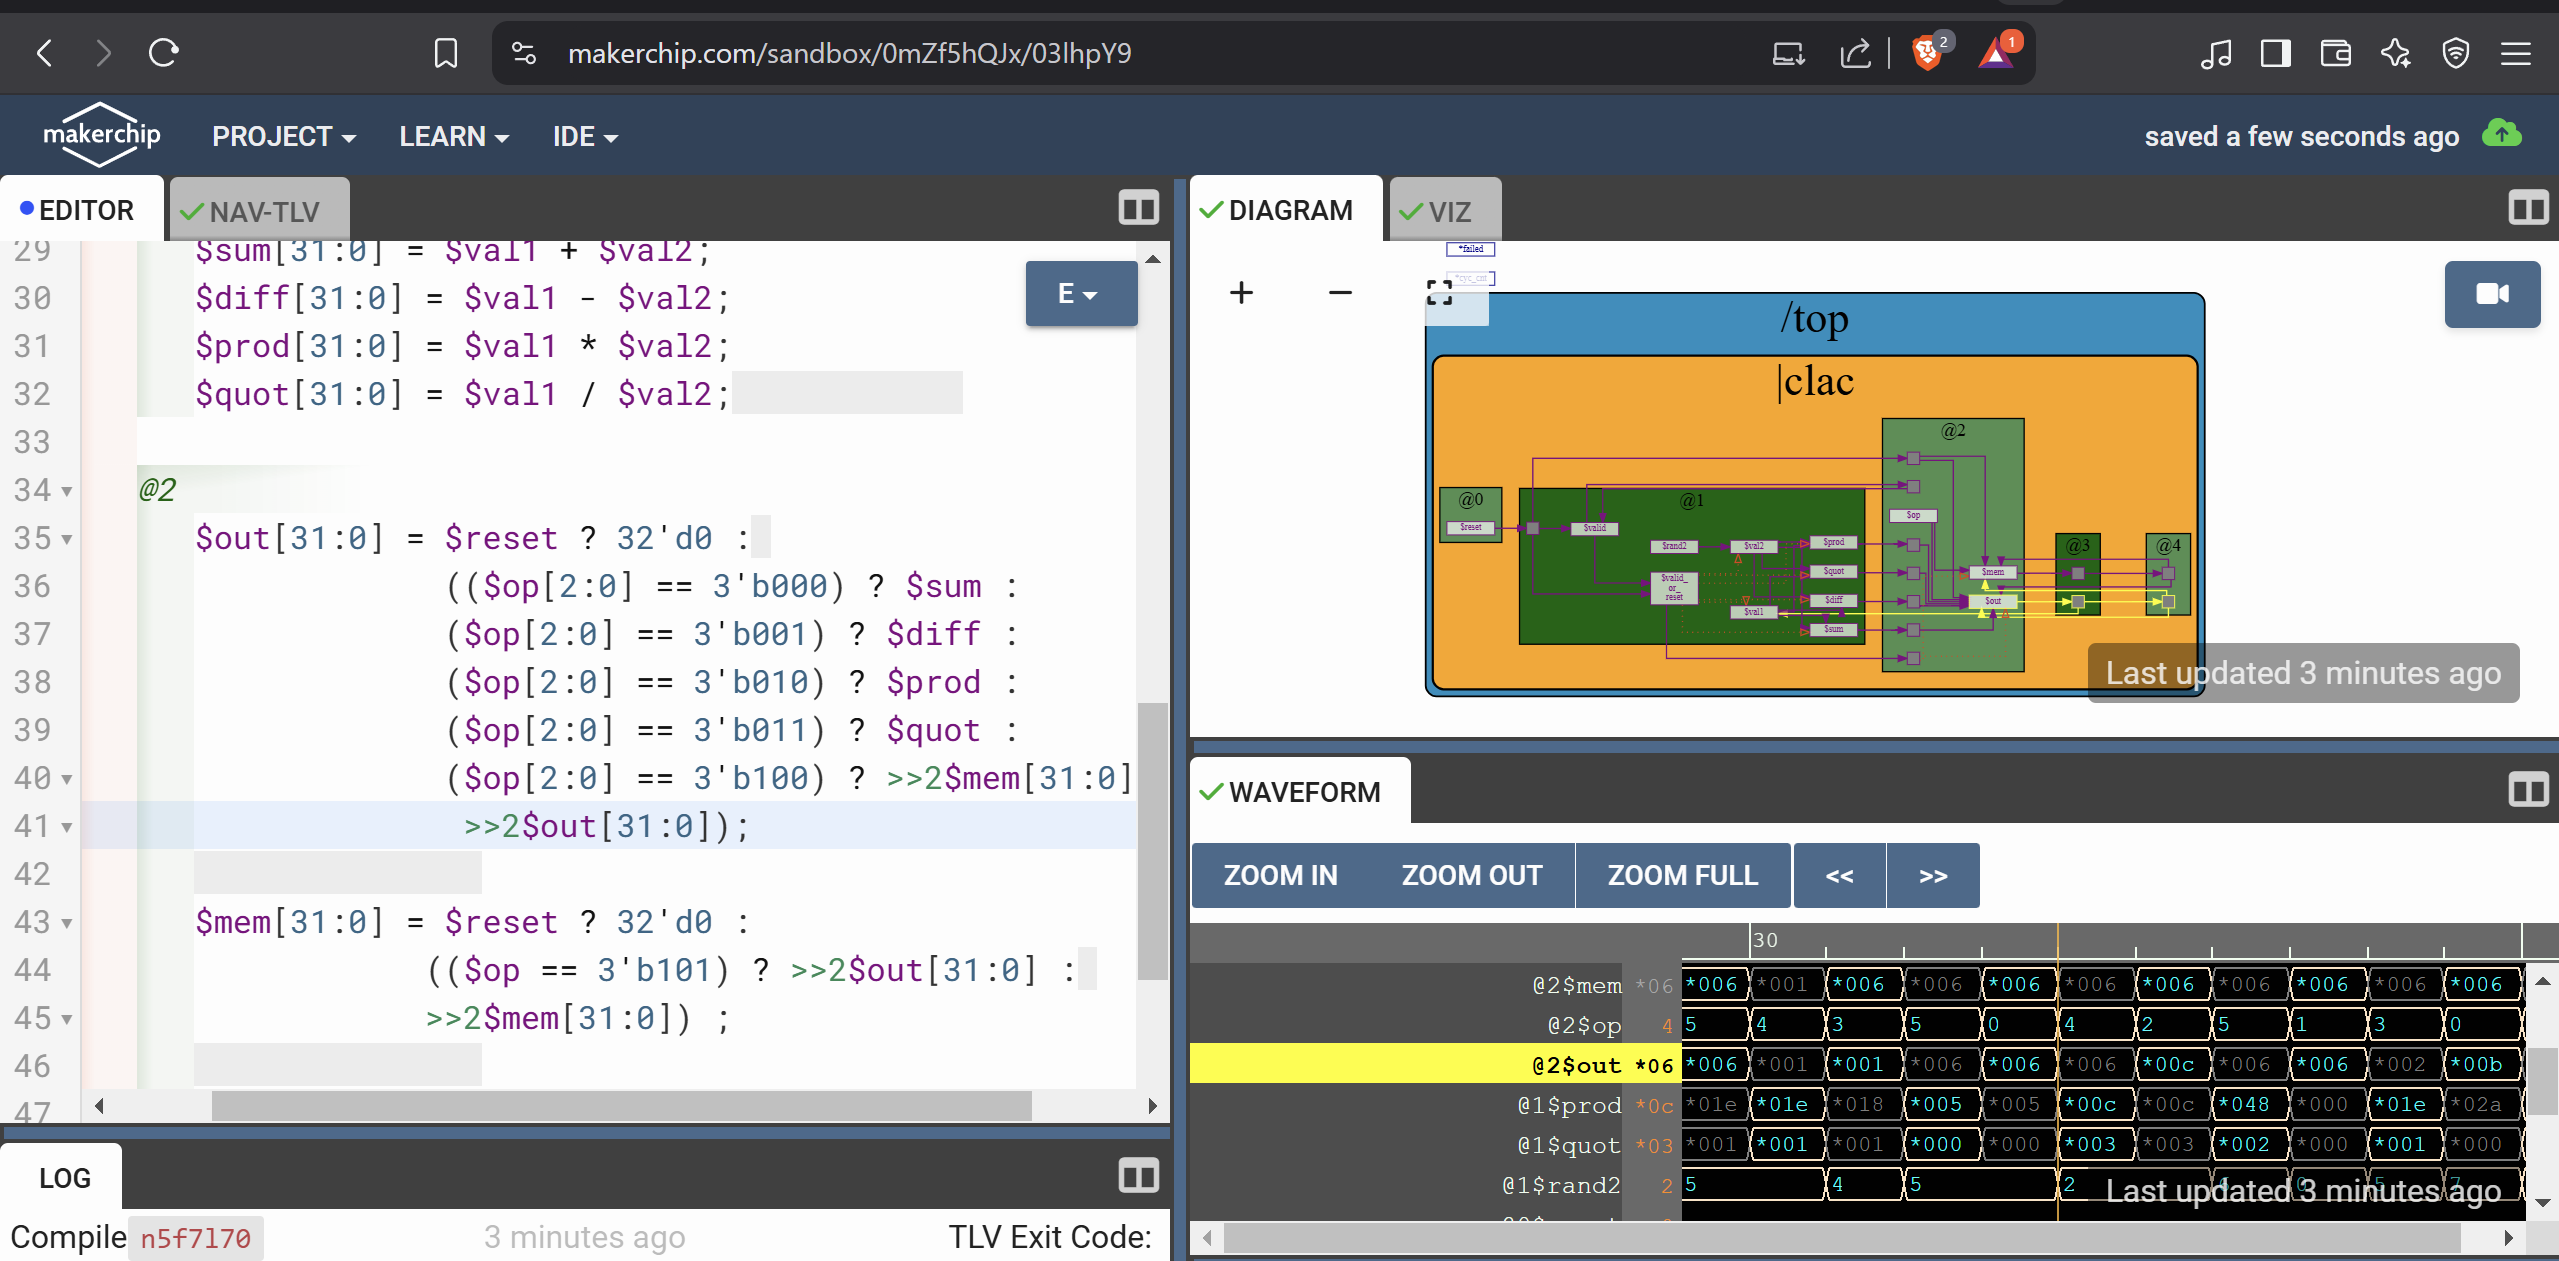 makerchip.com/sandbox/0mZf5hQJx/03lhpY9
2
1
makerchip
PROJECT
LEARN
IDE
saved a few seconds ago
EDITOR
NAV-TLV
29 $sum[31:0] = $val1 + $val2;
30 $diff[31:0] = $val1 - $val2;
31 $prod[31:0] = $val1 * $val2;
32 $quot[31:0] = $val1 / $val2;
33
34 @2
35 $out[31:0] = $reset ? 32'd0 :
36 (($op[2:0] == 3'b000) ? $sum :
37 ($op[2:0] == 3'b001) ? $diff :
38 ($op[2:0] == 3'b010) ? $prod :
39 ($op[2:0] == 3'b011) ? $quot :
40 ($op[2:0] == 3'b100) ? >>2$mem[31:0]
41 >>2$out[31:0]);
42
43 $mem[31:0] = $reset ? 32'd0 :
44 (($op == 3'b101) ? >>2$out[31:0] :
45 >>2$mem[31:0]) ;
46
47
E
LOG
Compile n5f7l70
3 minutes ago
TLV Exit Code:
DIAGRAM
VIZ
*failed
*cyc_cnt
/top
|clac
@0
$reset
@1
$valid
$rand2
$val2
$valid_
or_
reset
$val1
$prod
$quot
$diff
$sum
@2
$op
$mem
$out
@3
@4
Last updated 3 minutes ago
WAVEFORM
ZOOM IN
ZOOM OUT
ZOOM FULL
<<
>>
30
@2$mem *06 *006 *001 *006 *006 *006 *006 *006 *006 *006 *006 *006
@2$op 4 5 4 3 5 0 4 2 5 1 3 0
@2$out *06 *006 *001 *001 *006 *006 *006 *00c *006 *006 *002 *00b
@1$prod *0c *01e *01e *018 *005 *005 *00c *00c *048 *000 *01e *02a
@1$quot *03 *001 *001 *001 *000 *000 *003 *003 *002 *000 *001 *000
@1$rand2 2 5 4 5 2
Last updated 3 minutes ago